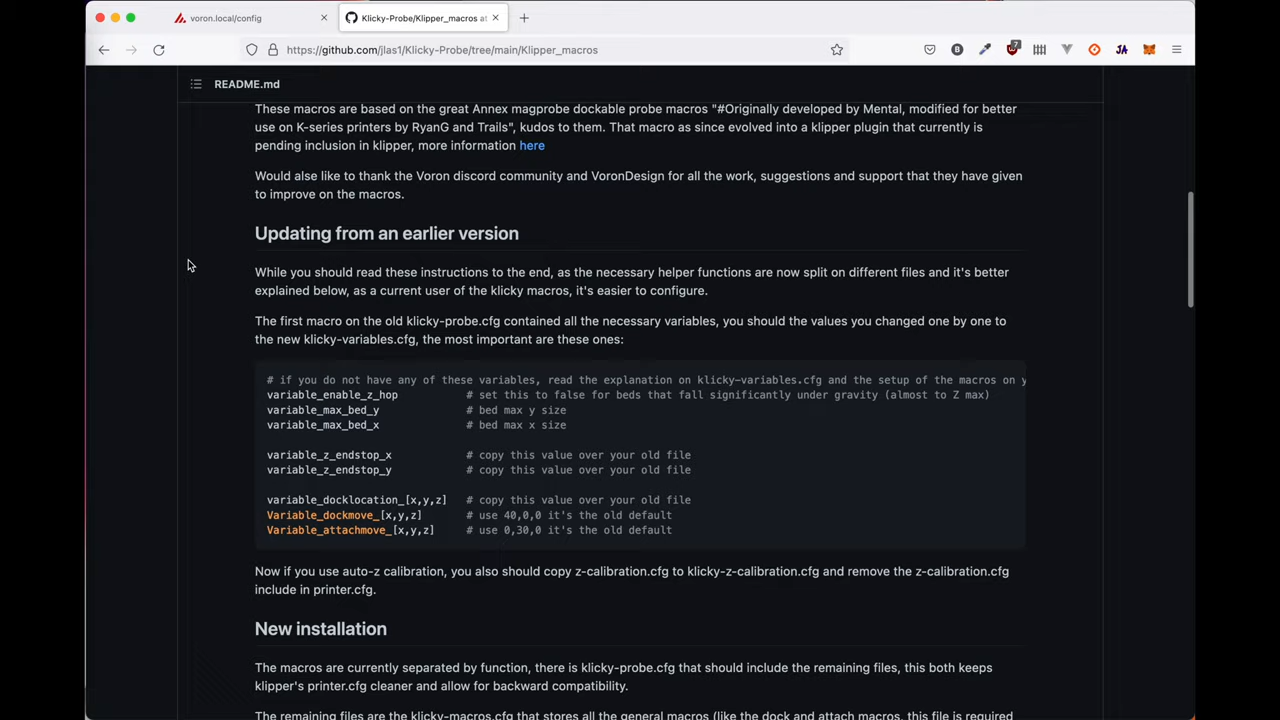 voron.local/config
Klicky-Probe/Klipper_macros at
https://github.com/jlas1/Klicky-Probe/tree/main/Klipper_macros
7
JA
README.md
These macros are based on the great Annex magprobe dockable probe macros "#Originally developed by Mental, modified for better
use on K-series printers by RyanG and Trails", kudos to them. That macro as since evolved into a klipper plugin that currently is
pending inclusion in klipper, more information here
Would alse like to thank the Voron discord community and VoronDesign for all the work, suggestions and support that they have given
to improve on the macros.
Updating from an earlier version
While you should read these instructions to the end, as the necessary helper functions are now split on different files and it's better
explained below, as a current user of the klicky macros, it's easier to configure.
The first macro on the old klicky-probe.cfg contained all the necessary variables, you should the values you changed one by one to
the new klicky-variables.cfg, the most important are these ones:
# if you do not have any of these variables, read the explanation on klicky-variables.cfg and the setup of the macros on y
variable_enable_z_hop # set this to false for beds that fall significantly under gravity (almost to Z max)
variable_max_bed_y # bed max y size
variable_max_bed_x # bed max x size
variable_z_endstop_x # copy this value over your old file
variable_z_endstop_y # copy this value over your old file
variable_docklocation_[x,y,z] # copy this value over your old file
Variable_dockmove_[x,y,z] # use 40,0,0 it's the old default
Variable_attachmove_[x,y,z] # use 0,30,0 it's the old default
Now if you use auto-z calibration, you also should copy z-calibration.cfg to klicky-z-calibration.cfg and remove the z-calibration.cfg
include in printer.cfg.
New installation
The macros are currently separated by function, there is klicky-probe.cfg that should include the remaining files, this both keeps
klipper's printer.cfg cleaner and allow for backward compatibility.
The remaining files are the klicky-macros.cfg that stores all the general macros (like the dock and attach macros, this file is required